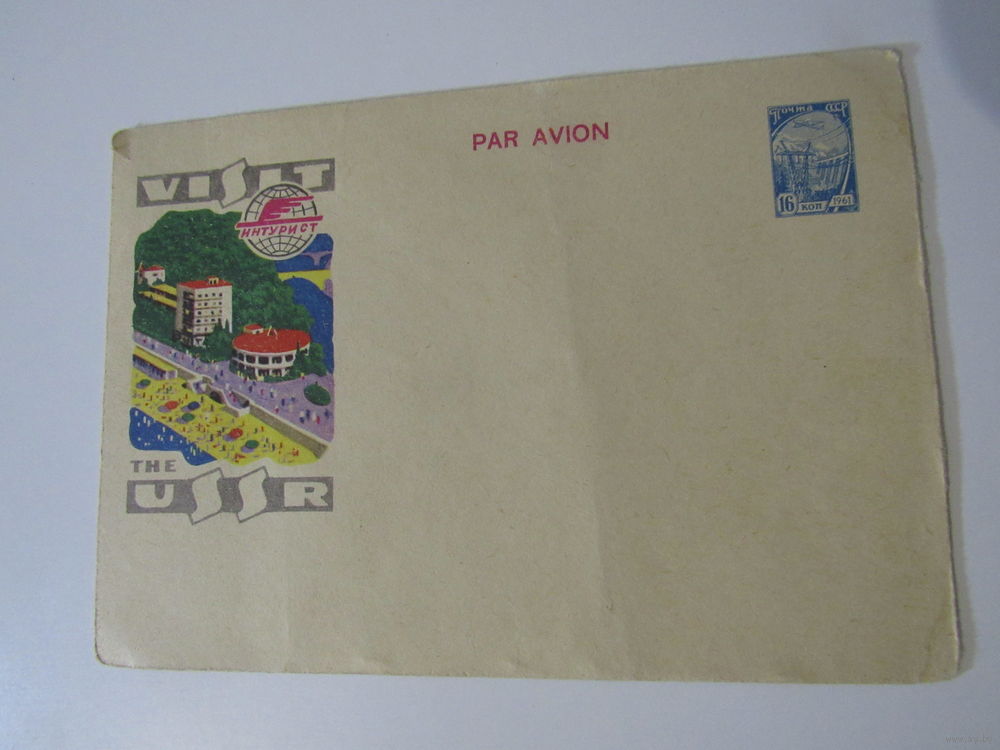 PAR AVION
Почта СССР
16 коп 1961
VISIT
ИНТУРИСТ
THE
USSR